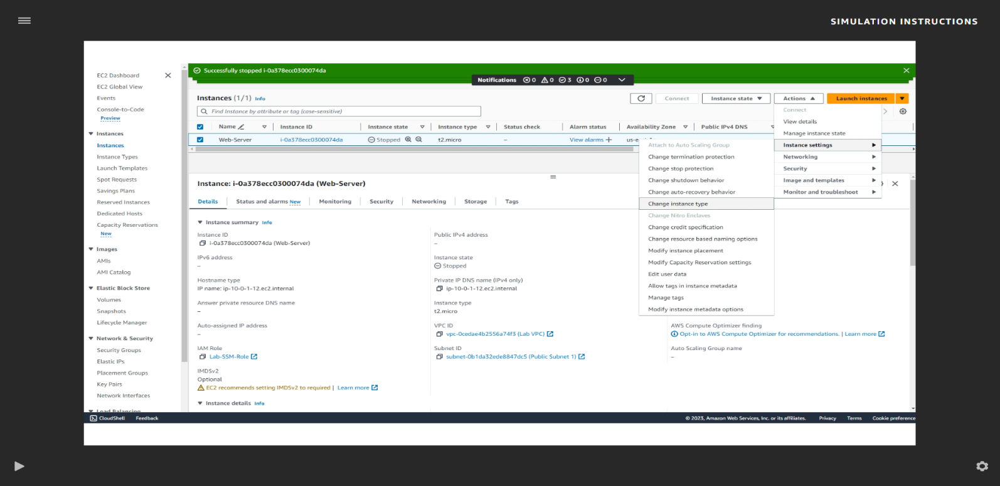 SIMULATION INSTRUCTIONS
Successfully stopped i-0a378ecc0300074da
Notifications 0 0 3 0 0
EC2 Dashboard
EC2 Global View
Events
Console-to-Code
Preview
Instances
Instances
Instance Types
Launch Templates
Spot Requests
Savings Plans
Reserved Instances
Dedicated Hosts
Capacity Reservations
New
Images
AMIs
AMI Catalog
Elastic Block Store
Volumes
Snapshots
Lifecycle Manager
Network & Security
Security Groups
Elastic IPs
Placement Groups
Key Pairs
Network Interfaces
Load Balancing
Instances (1/1) Info
Connect Instance state Actions Launch instances
Find Instance by attribute or tag (case-sensitive)
Name Instance ID Instance state Instance type Status check Alarm status Availability Zone Public IPv4 DNS
Web-Server i-0a378ecc0300074da Stopped t2.micro – View alarms +
Connect
View details
Manage instance state
Instance settings
Networking
Security
Image and templates
Monitor and troubleshoot
Attach to Auto Scaling Group
Change termination protection
Change stop protection
Change shutdown behavior
Change auto-recovery behavior
Change instance type
Change Nitro Enclaves
Change credit specification
Change resource based naming options
Modify instance placement
Modify Capacity Reservation settings
Edit user data
Allow tags in instance metadata
Manage tags
Modify instance metadata options
Instance: i-0a378ecc0300074da (Web-Server)
Details Status and alarms New Monitoring Security Networking Storage Tags
Instance summary Info
Instance ID
i-0a378ecc0300074da (Web-Server)
Public IPv4 address
–
IPv6 address
–
Instance state
Stopped
Hostname type
IP name: ip-10-0-1-12.ec2.internal
Private IP DNS name (IPv4 only)
ip-10-0-1-12.ec2.internal
Answer private resource DNS name
–
Instance type
t2.micro
Auto-assigned IP address
–
VPC ID
vpc-0cedae4b2556a74f3 (Lab VPC)
AWS Compute Optimizer finding
Opt-in to AWS Compute Optimizer for recommendations. | Learn more
IAM Role
Lab-SSM-Role
Subnet ID
subnet-0b1da32ede8847dc5 (Public Subnet 1)
Auto Scaling Group name
–
IMDSv2
Optional
EC2 recommends setting IMDSv2 to required | Learn more
Instance details Info
CloudShell Feedback
© 2023, Amazon Web Services, Inc. or its affiliates. Privacy Terms Cookie preference